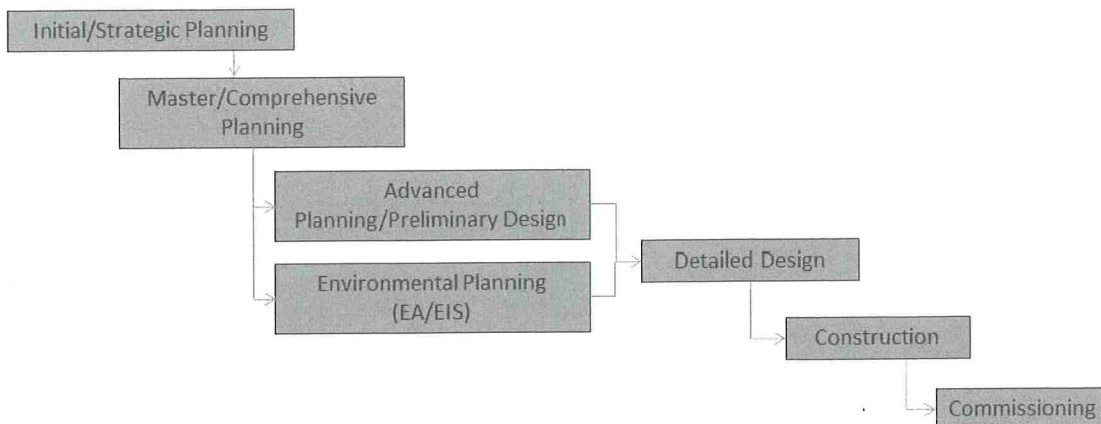 Initial/Strategic Planning
Master/Comprehensive
Planning
Advanced
Planning/Preliminary Design
Environmental Planning
(EA/EIS)
Detailed Design
Construction
Commissioning